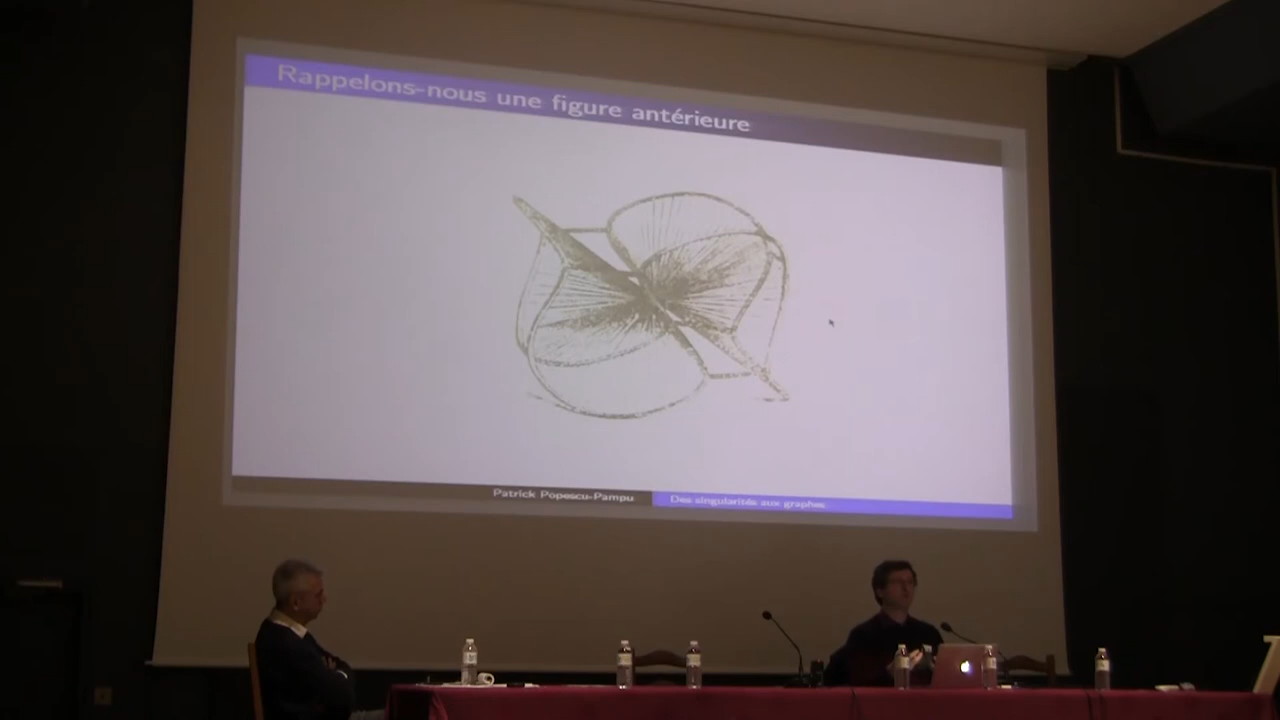 Rappelons-nous une figure antérieure
Patrick Popescu-Pampu
Des singularités aux graphes